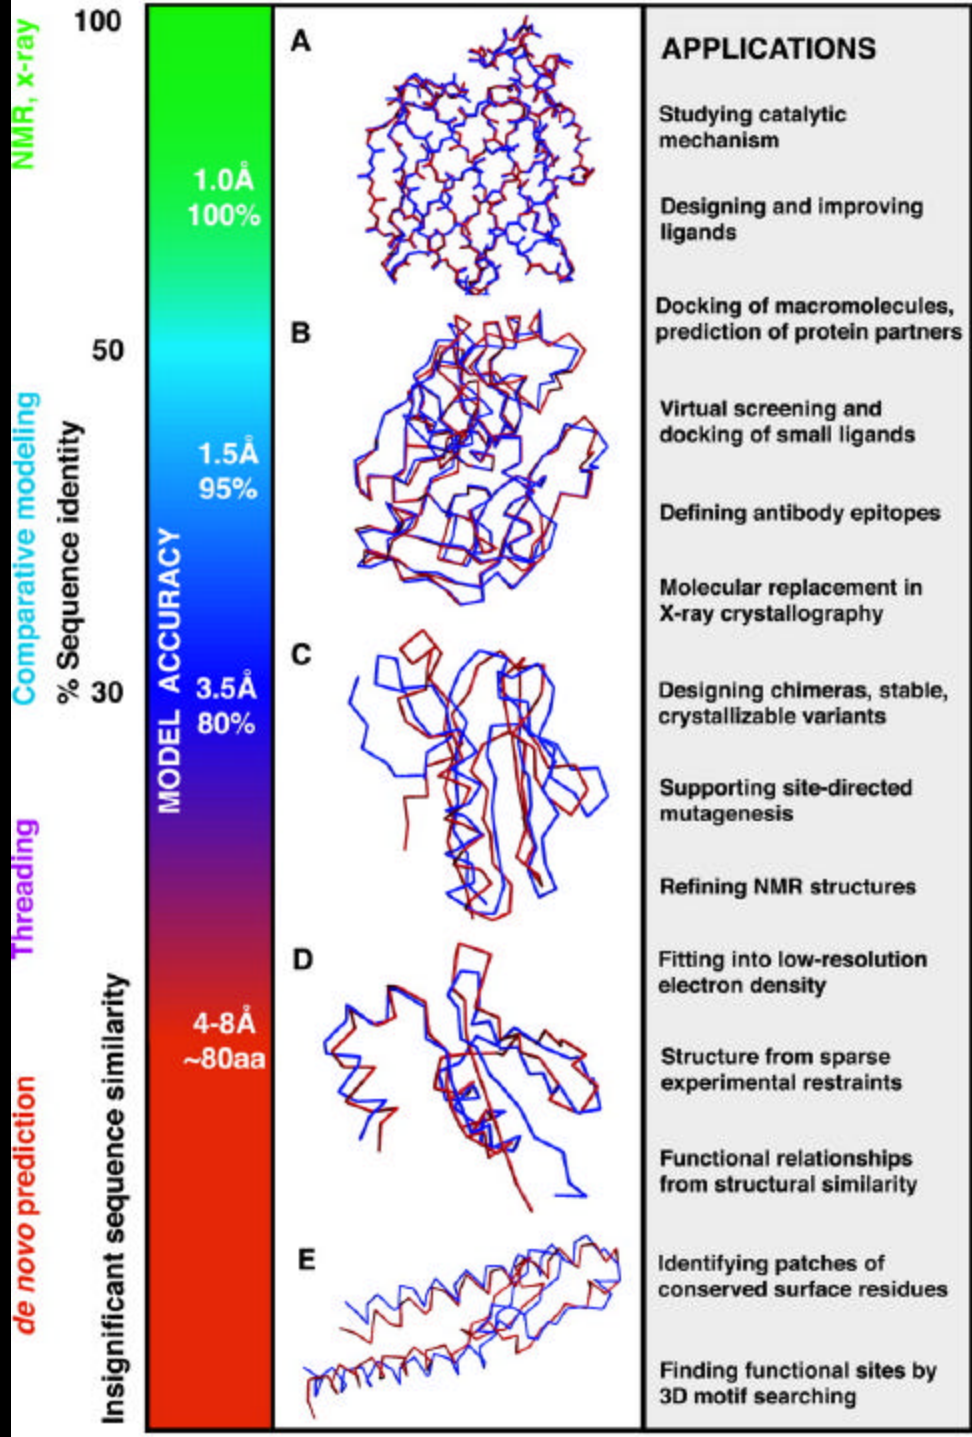 NMR, x-ray
Comparative modeling
Threading
de novo prediction
% Sequence identity
Insignificant sequence similarity
100
50
30
MODEL ACCURACY
1.0Å
100%
1.5Å
95%
3.5Å
80%
4-8Å
~80aa
A
B
C
D
E
APPLICATIONS
Studying catalytic
mechanism
Designing and improving
ligands
Docking of macromolecules,
prediction of protein partners
Virtual screening and
docking of small ligands
Defining antibody epitopes
Molecular replacement in
X-ray crystallography
Designing chimeras, stable,
crystallizable variants
Supporting site-directed
mutagenesis
Refining NMR structures
Fitting into low-resolution
electron density
Structure from sparse
experimental restraints
Functional relationships
from structural similarity
Identifying patches of
conserved surface residues
Finding functional sites by
3D motif searching